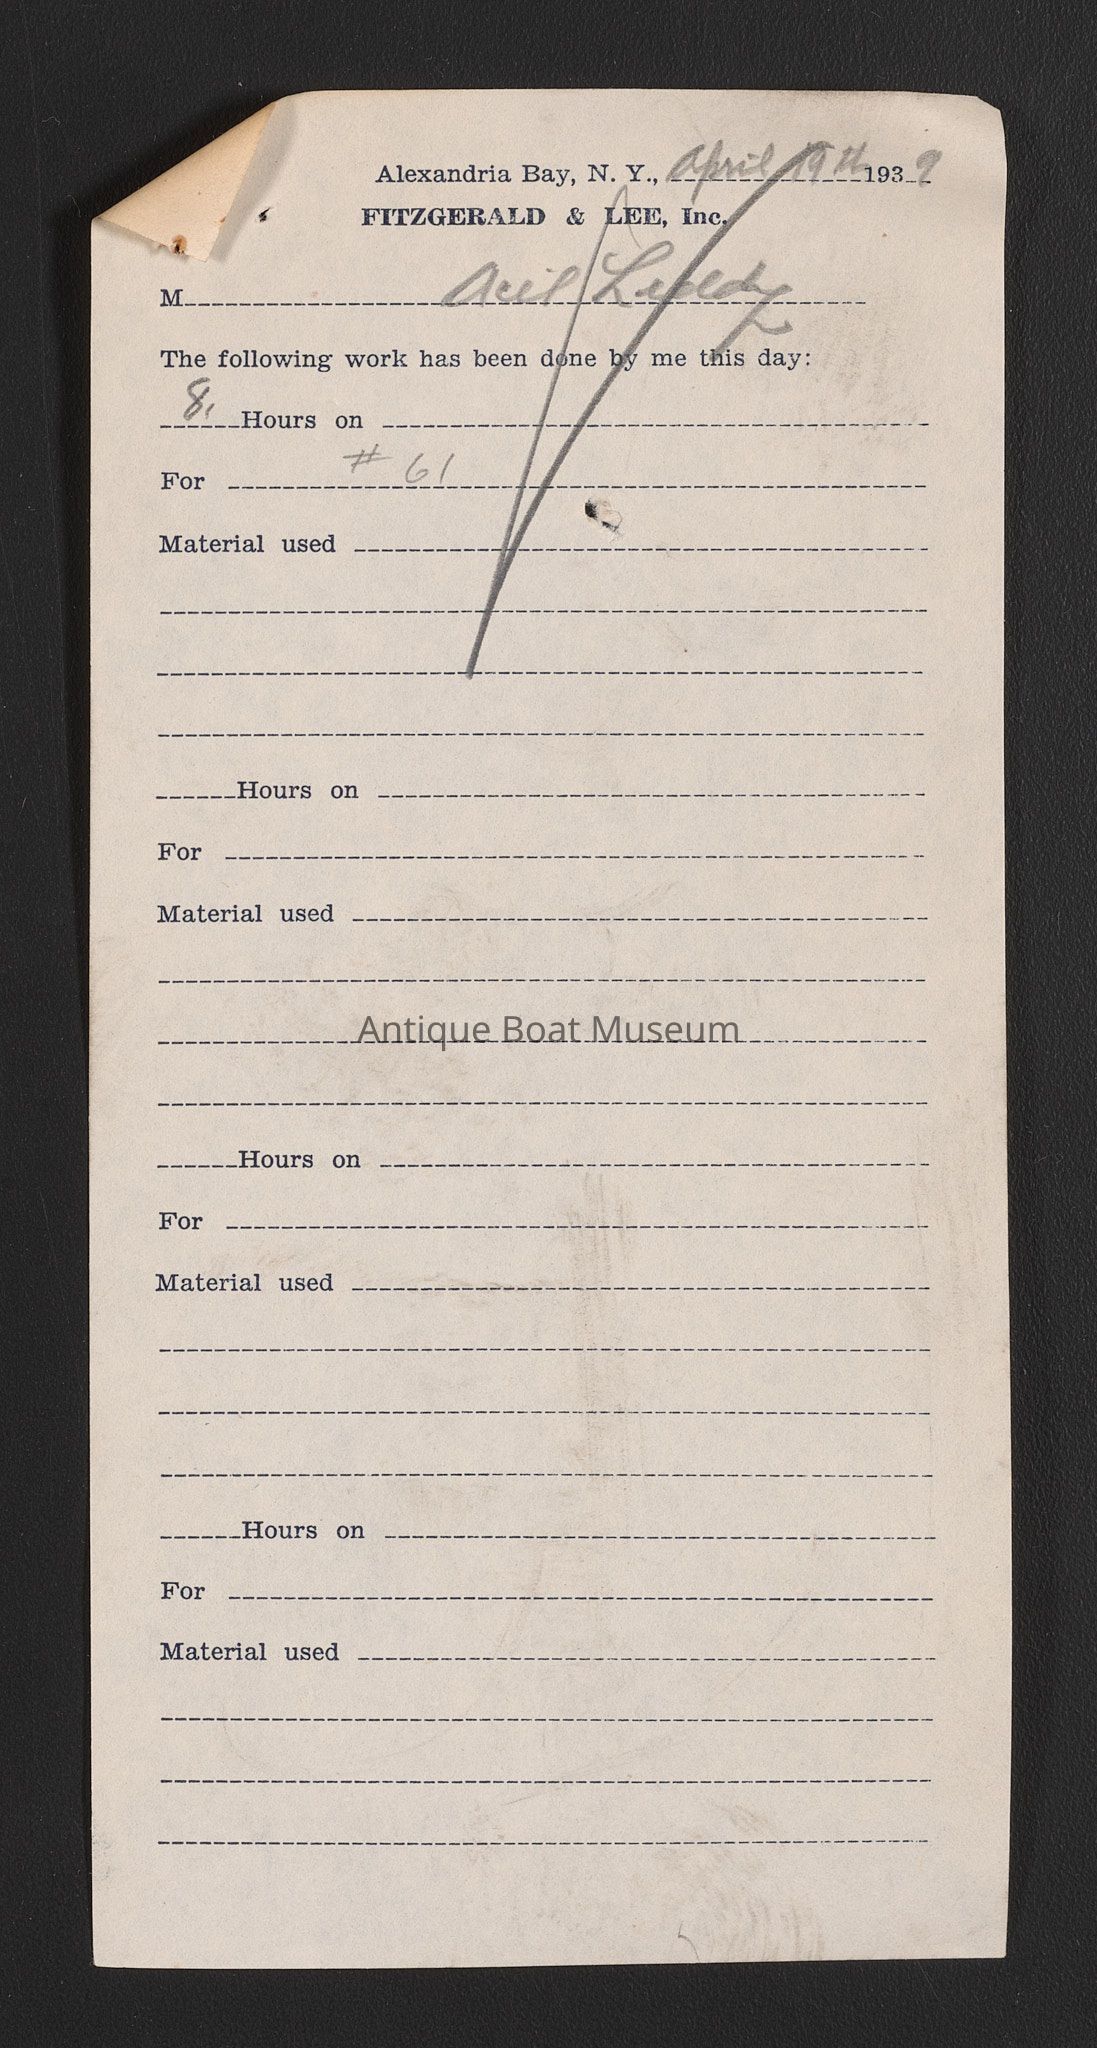 Alexandria Bay, N. Y., April 19th 1939
FITZGERALD & LEE, Inc.
M Leddy
The following work has been done by me this day:
8, Hours on
For # 61
Material used
Hours on
For
Material used
Antique Boat Museum
Hours on
For
Material used
Hours on
For
Material used